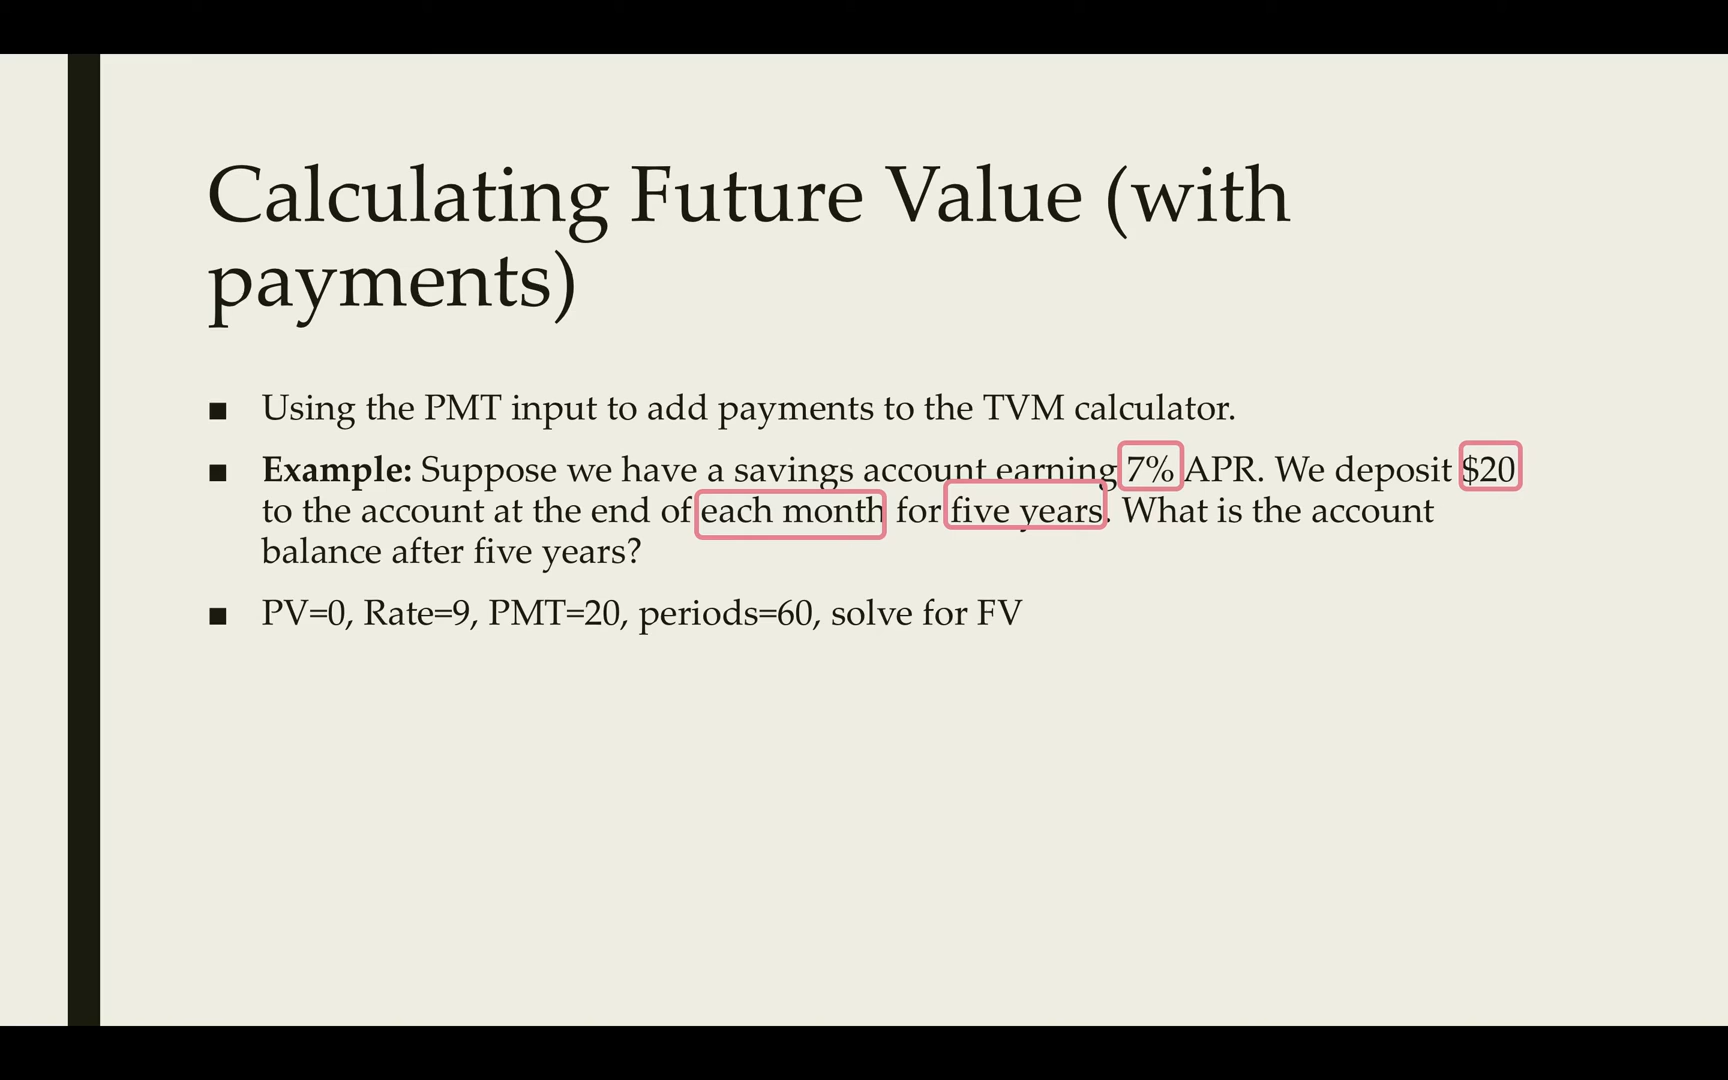 Calculating Future Value (with
payments)
■ Using the PMT input to add payments to the TVM calculator.
■ Example: Suppose we have a savings account earning 7% APR. We deposit $20
to the account at the end of each month for five years. What is the account
balance after five years?
■ PV=0, Rate=9, PMT=20, periods=60, solve for FV